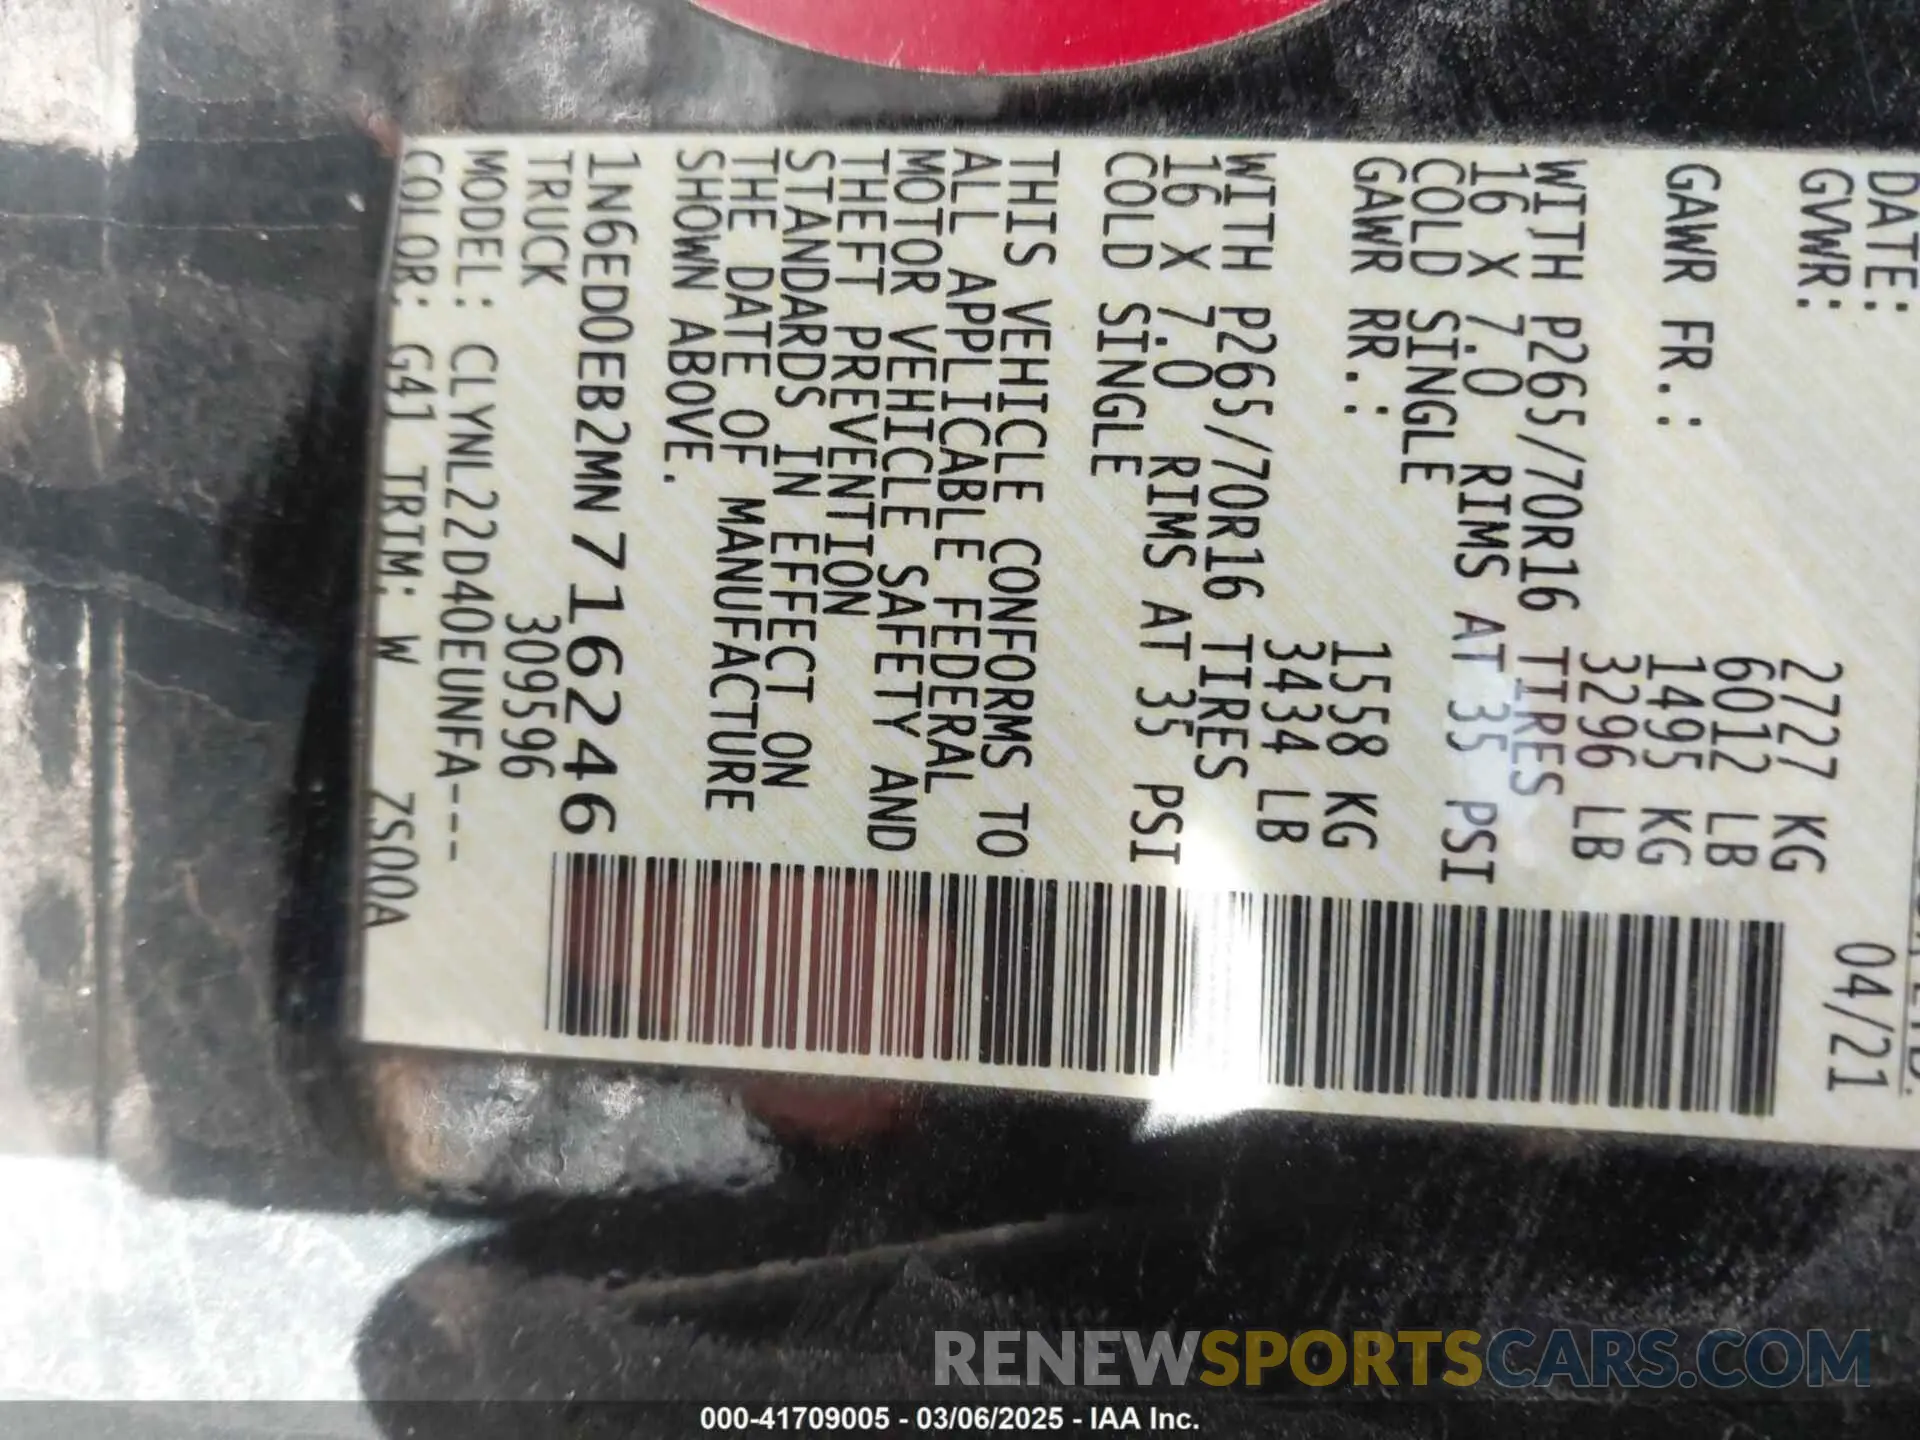 DATE: 04/21
GVWR: 2727 KG
6012 LB
GAWR FR.: 1495 KG
3296 LB
WITH P265/70R16 TIRES
16 X 7.0 RIMS AT 35 PSI
COLD SINGLE
GAWR RR.: 1558 KG
3434 LB
WITH P265/70R16 TIRES
16 X 7.0 RIMS AT 35 PSI
COLD SINGLE
THIS VEHICLE CONFORMS TO
ALL APPLICABLE FEDERAL
MOTOR VEHICLE SAFETY AND
THEFT PREVENTION
STANDARDS IN EFFECT ON
THE DATE OF MANUFACTURE
SHOWN ABOVE.
1N6ED0EB2MN716246
TRUCK 309596
MODEL: CLYNL22D40EUNFA---
COLOR: G41 TRIM: W ZS00A
RENEWSPORTSCARS.COM
000-41709005 - 03/06/2025 - IAA Inc.